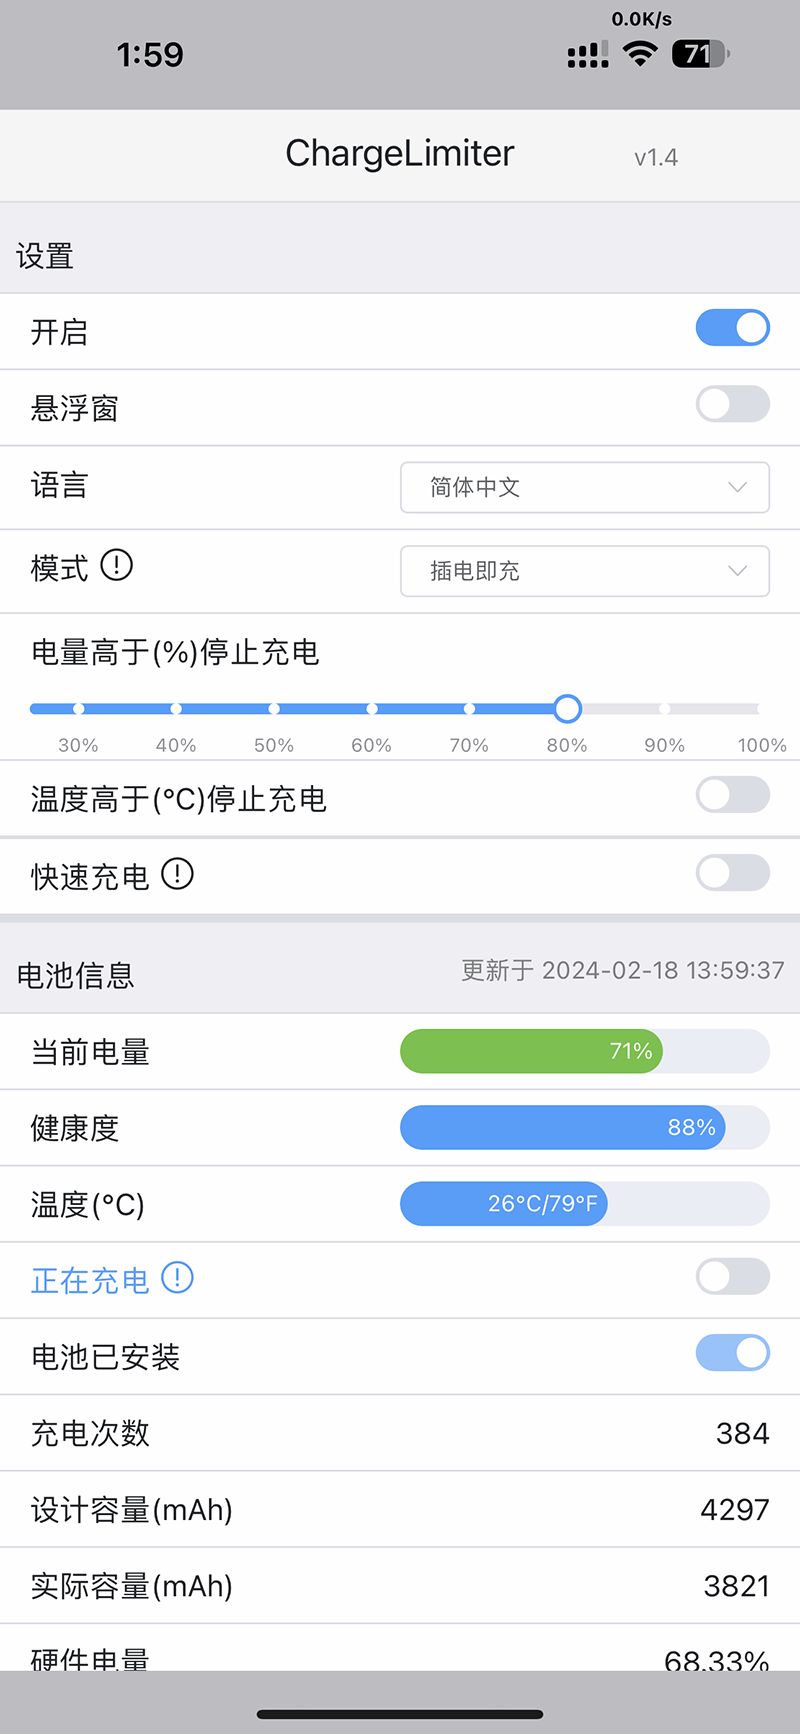 0.0K/s
1:59
71
ChargeLimiter v1.4
设置
开启
悬浮窗
语言 简体中文
模式 插电即充
电量高于(%)停止充电
30% 40% 50% 60% 70% 80% 90% 100%
温度高于(°C)停止充电
快速充电
电池信息 更新于 2024-02-18 13:59:37
当前电量 71%
健康度 88%
温度(°C) 26°C/79°F
正在充电
电池已安装
充电次数 384
设计容量(mAh) 4297
实际容量(mAh) 3821
硬件电量 68.33%